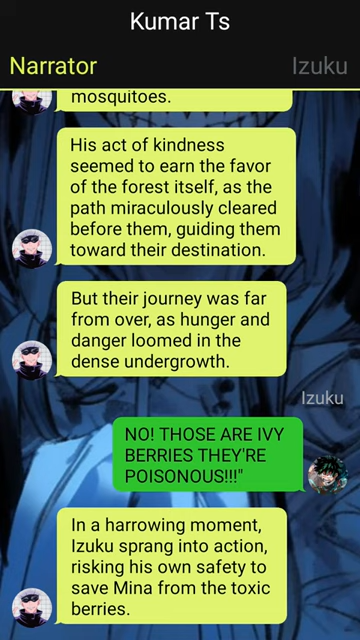 Kumar Ts
Narrator
Izuku
mosquitoes.
His act of kindness
seemed to earn the favor
of the forest itself, as the
path miraculously cleared
before them, guiding them
toward their destination.
But their journey was far
from over, as hunger and
danger loomed in the
dense undergrowth.
Izuku
NO! THOSE ARE IVY
BERRIES THEY'RE
POISONOUS!!!"
In a harrowing moment,
Izuku sprang into action,
risking his own safety to
save Mina from the toxic
berries.